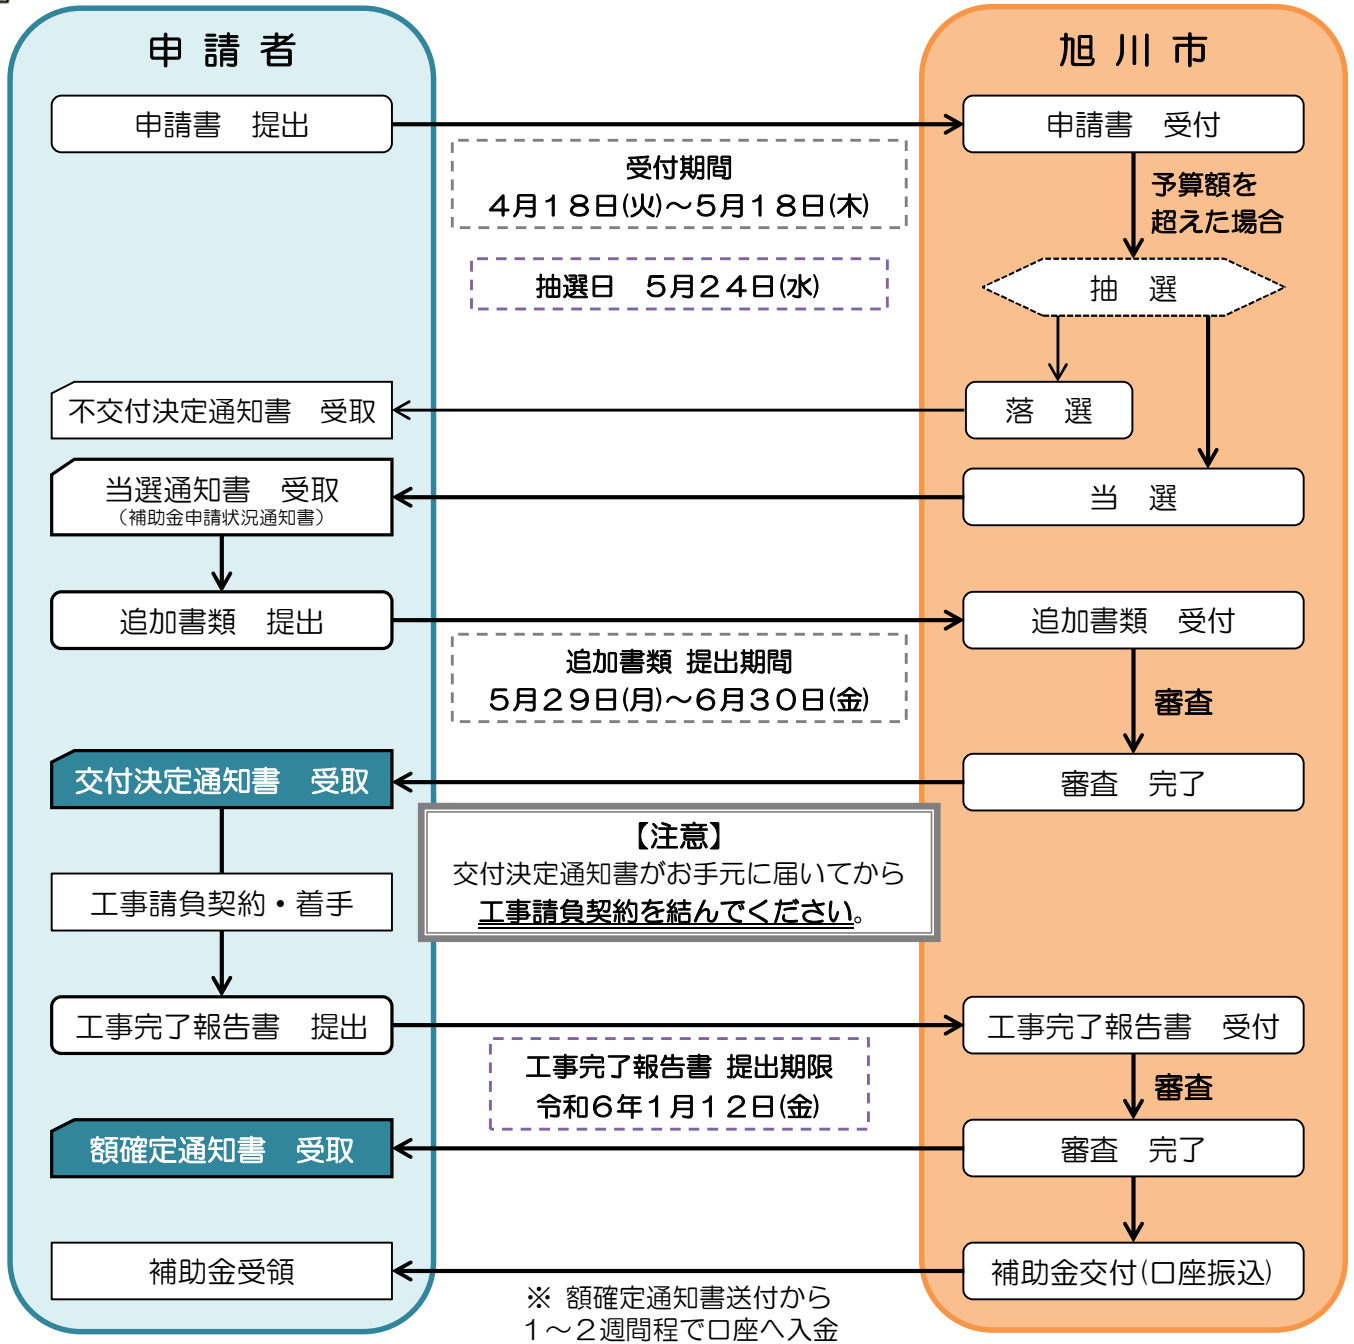 申 請 者
旭 川 市
申請書　提出
申請書　受付
受付期間
４月１８日(火)～５月１８日(木)
予算額を
超えた場合
抽選日　５月２４日(水)
抽　選
不交付決定通知書　受取
落　選
当選通知書　受取
（補助金申請状況通知書）
当　選
追加書類　提出
追加書類　受付
追加書類 提出期間
５月２９日(月)～６月３０日(金)
審査
交付決定通知書　受取
審査　完了
【注意】
交付決定通知書がお手元に届いてから
工事請負契約を結んでください。
工事請負契約・着手
工事完了報告書　提出
工事完了報告書　受付
工事完了報告書 提出期限
令和６年１月１２日(金)
審査
額確定通知書　受取
審査　完了
補助金受領
補助金交付(口座振込)
※ 額確定通知書送付から
１～２週間程で口座へ入金